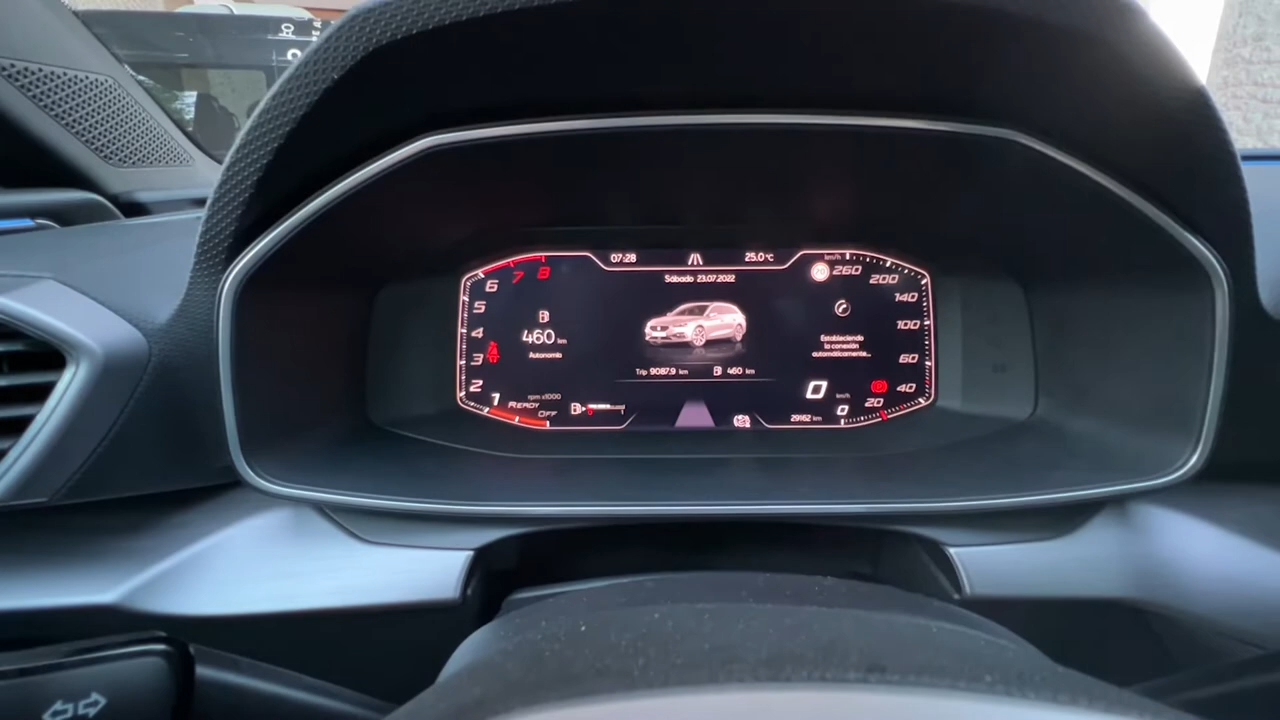 07:28
25.0 °C
Sábado 23.07.2022
8
7
6
5
4
3
2
1
rpm x1000
READY
OFF
460 km
Autonomía
Trip 9087.9 km
460 km
km/h
70
260
200
140
100
60
40
20
0
Estableciendo
la conexión
automáticamente...
0 km/h
29162 km